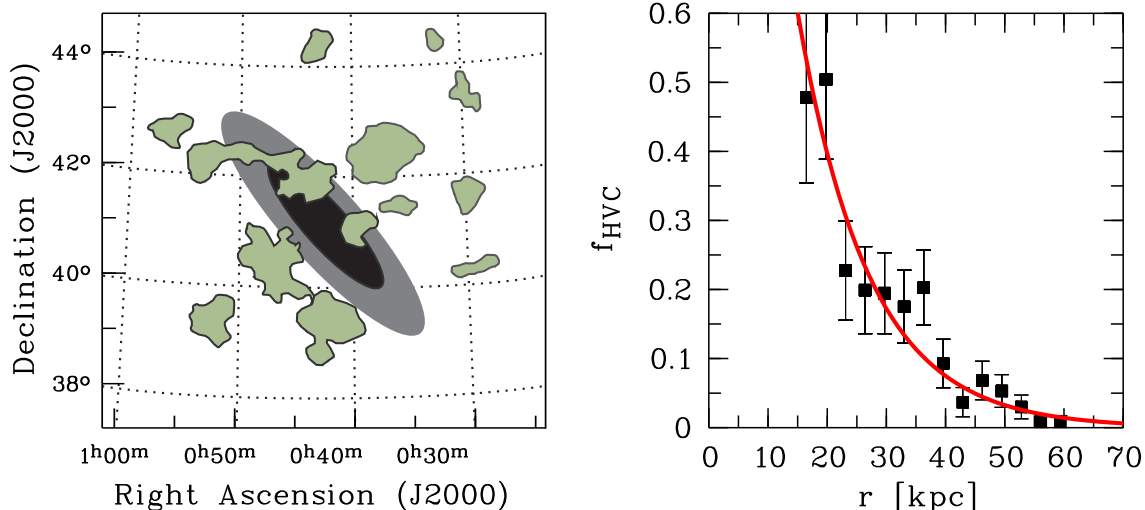 44°
42°
40°
38°
Declination (J2000)
1ʰ00ᵐ 0ʰ50ᵐ 0ʰ40ᵐ 0ʰ30ᵐ
Right Ascension (J2000)
0.6
0.5
0.4
0.3
0.2
0.1
0
f_HVC
0 10 20 30 40 50 60 70
r [kpc]